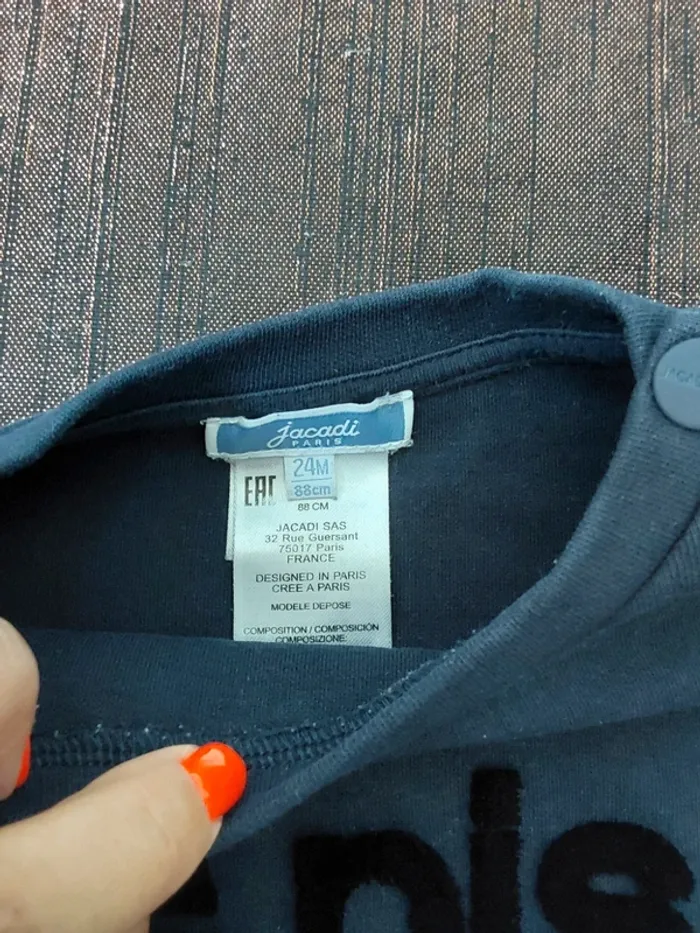 jacadi
PARIS
24M
88cm
EAC
88 CM
JACADI SAS
32 Rue Guersant
75017 Paris
FRANCE
DESIGNED IN PARIS
CREE A PARIS
MODELE DEPOSE
COMPOSITION / COMPOSICIÓN
COMPOSIZIONE: